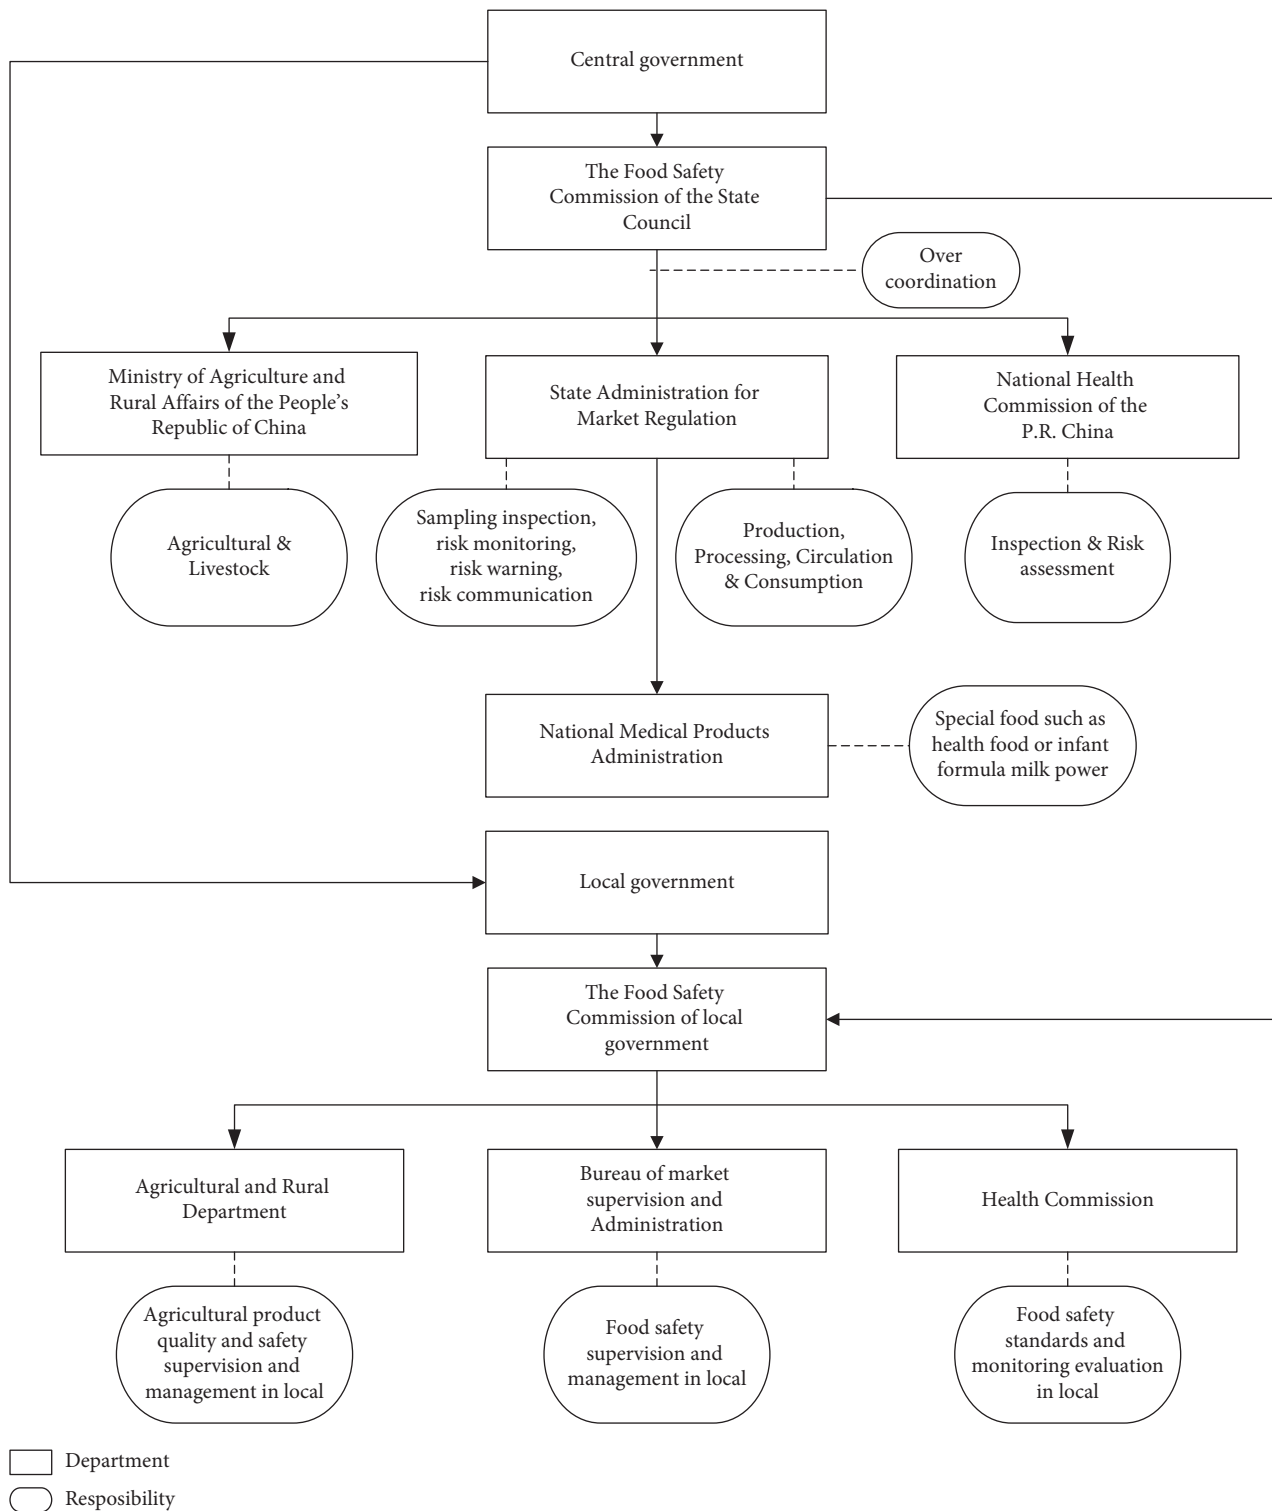 Central government
The Food Safety
Commission of the State
Council
Over
coordination
Ministry of Agriculture and
Rural Affairs of the People's
Republic of China
State Administration for
Market Regulation
National Health
Commission of the
P.R. China
Agricultural &
Livestock
Sampling inspection,
risk monitoring,
risk warning,
risk communication
Production,
Processing, Circulation
& Consumption
Inspection & Risk
assessment
National Medical Products
Administration
Special food such as
health food or infant
formula milk power
Local government
The Food Safety
Commission of local
government
Agricultural and Rural
Department
Bureau of market
supervision and
Administration
Health Commission
Agricultural product
quality and safety
supervision and
management in local
Food safety
supervision and
management in local
Food safety
standards and
monitoring evaluation
in local
Department
Resposibility